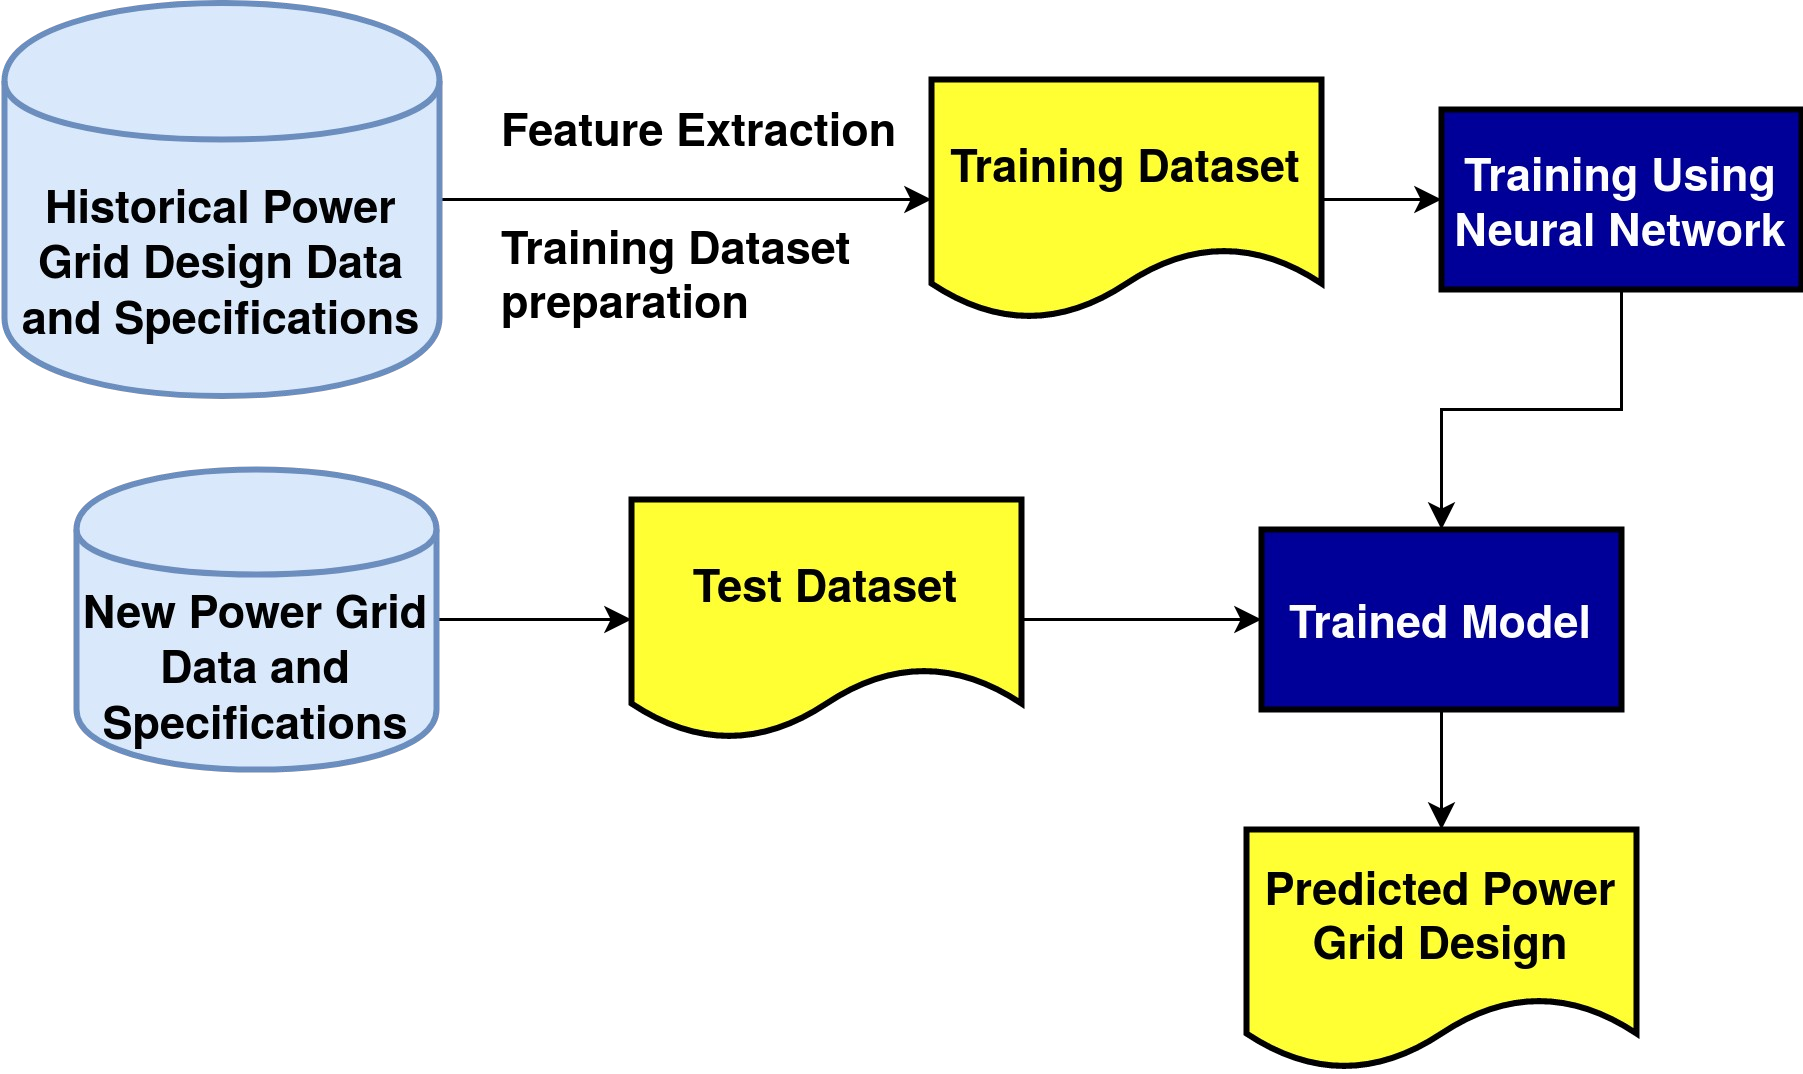 Historical Power
Grid Design Data
and Specifications
Feature Extraction
Training Dataset
preparation
Training Dataset
Training Using
Neural Network
New Power Grid
Data and
Specifications
Test Dataset
Trained Model
Predicted Power
Grid Design